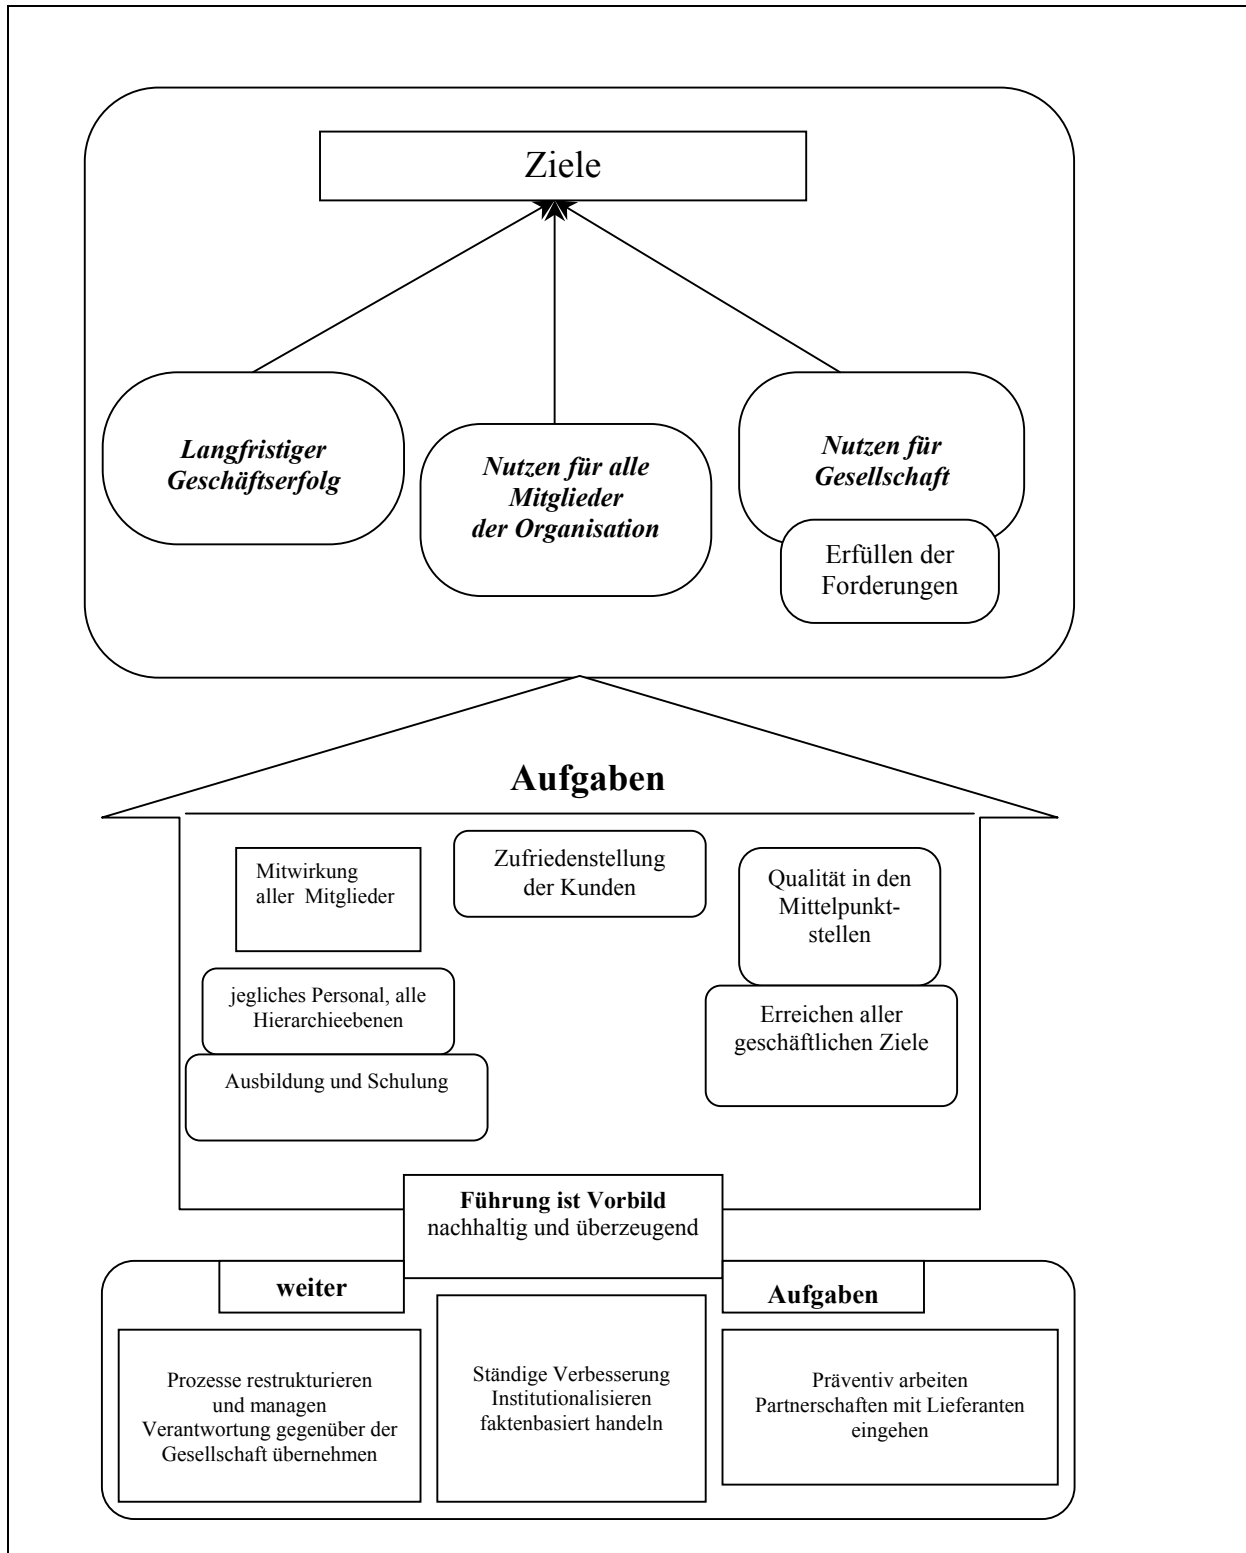 Ziele
Langfristiger
Geschäftserfolg
Nutzen für alle
Mitglieder
der Organisation
Nutzen für
Gesellschaft
Erfüllen der
Forderungen
Aufgaben
Mitwirkung
aller Mitglieder
Zufriedenstellung
der Kunden
Qualität in den
Mittelpunkt-
stellen
jegliches Personal, alle
Hierarchieebenen
Ausbildung und Schulung
Erreichen aller
geschäftlichen Ziele
Führung ist Vorbild
nachhaltig und überzeugend
weiter
Aufgaben
Prozesse restrukturieren
und managen
Verantwortung gegenüber der
Gesellschaft übernehmen
Ständige Verbesserung
Institutionalisieren
faktenbasiert handeln
Präventiv arbeiten
Partnerschaften mit Lieferanten
eingehen